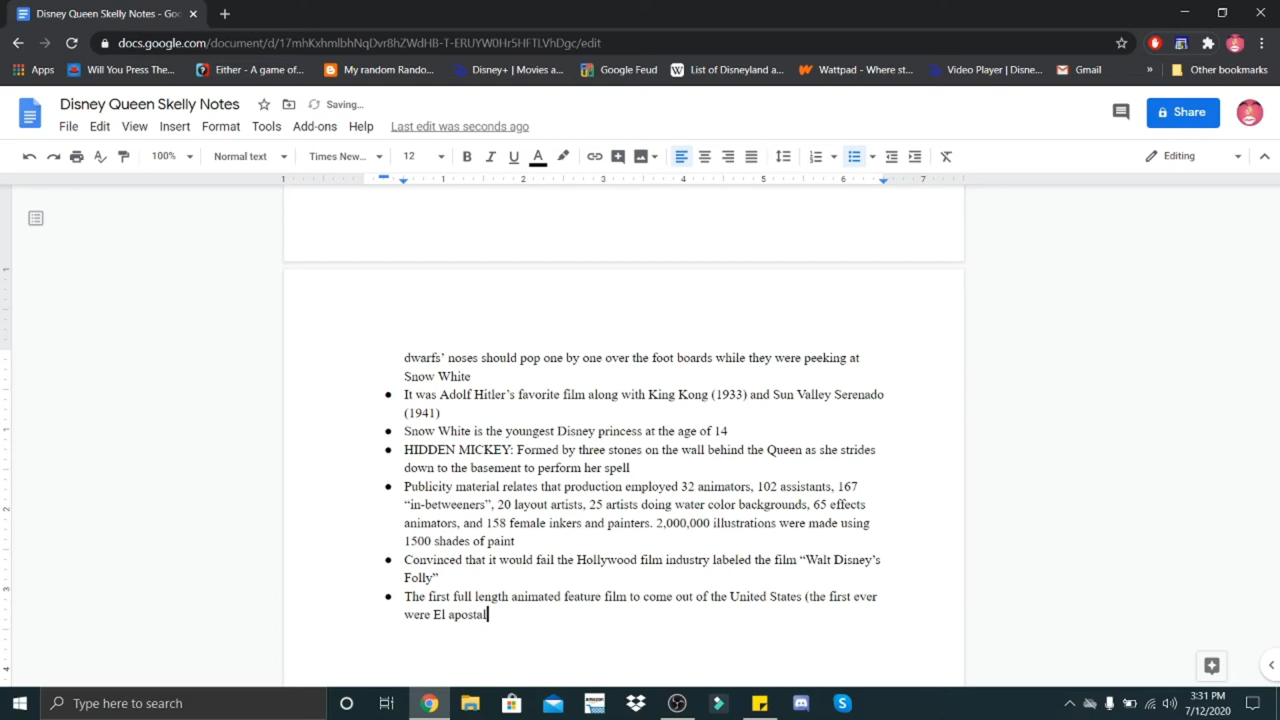 Disney Queen Skelly Notes - Goo
docs.google.com/document/d/17mhKxhmlbhNqDvr8hZWdHB-T-ERUYW0Hr5HFTLVhDgc/edit
Apps Will You Press The... Either - A game of... My random Rando... Disney+ | Movies a... Google Feud List of Disneyland a... Wattpad - Where st... Video Player | Disne... Gmail » Other bookmarks
Disney Queen Skelly Notes Saving...
File Edit View Insert Format Tools Add-ons Help Last edit was seconds ago
Share
100% Normal text Times New... 12 B I U A Editing
1 1 2 3 4 5 6 7
dwarfs’ noses should pop one by one over the foot boards while they were peeking at
Snow White
● It was Adolf Hitler’s favorite film along with King Kong (1933) and Sun Valley Serenado
(1941)
● Snow White is the youngest Disney princess at the age of 14
● HIDDEN MICKEY: Formed by three stones on the wall behind the Queen as she strides
down to the basement to perform her spell
● Publicity material relates that production employed 32 animators, 102 assistants, 167
“in-betweeners”, 20 layout artists, 25 artists doing water color backgrounds, 65 effects
animators, and 158 female inkers and painters. 2,000,000 illustrations were made using
1500 shades of paint
● Convinced that it would fail the Hollywood film industry labeled the film “Walt Disney’s
Folly”
● The first full length animated feature film to come out of the United States (the first ever
were El apostal
Type here to search
3:31 PM
7/12/2020